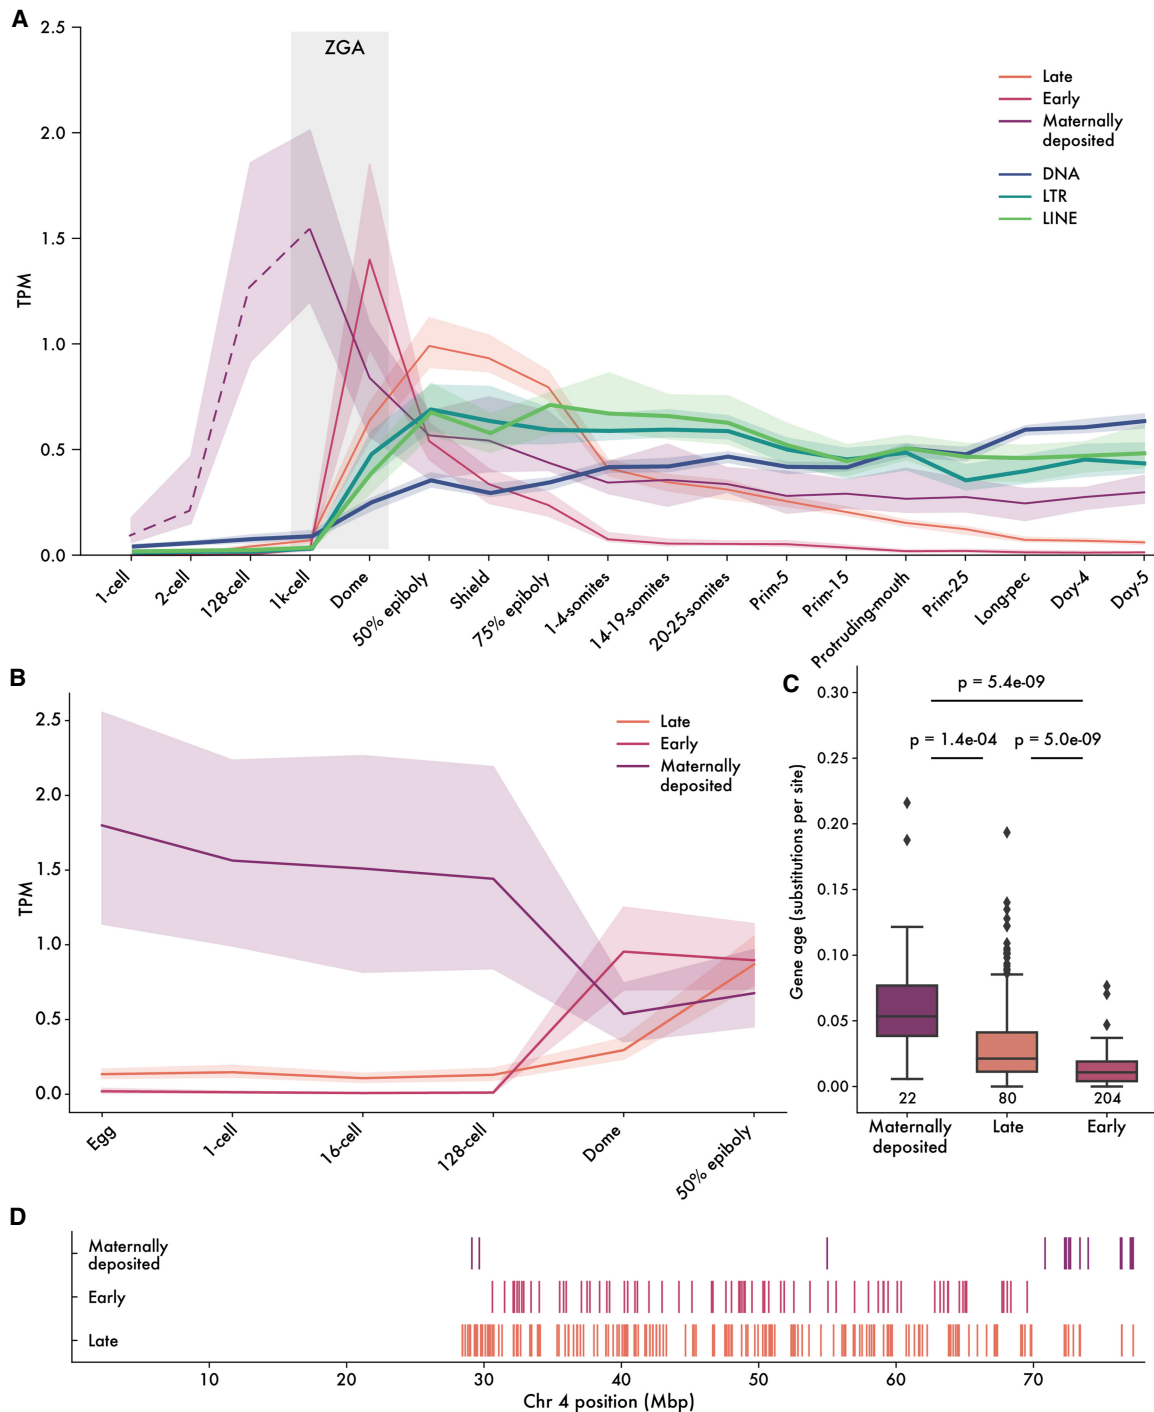 A
2.5
2.0
1.5
1.0
0.5
0.0
TPM
ZGA
Late
Early
Maternally
deposited
DNA
LTR
LINE
1-cell
2-cell
128-cell
1k-cell
Dome
50% epiboly
Shield
75% epiboly
1-4-somites
14-19-somites
20-25-somites
Prim-5
Prim-15
Protruding-mouth
Prim-25
Long-pec
Day-4
Day-5
B
2.5
2.0
1.5
1.0
0.5
0.0
TPM
Late
Early
Maternally
deposited
Egg
1-cell
16-cell
128-cell
Dome
50% epiboly
C
0.30
0.25
0.20
0.15
0.10
0.05
0.00
Gene age (substitutions per site)
p = 5.4e-09
p = 1.4e-04 p = 5.0e-09
22 80 204
Maternally
deposited
Late
Early
D
Maternally
deposited
Early
Late
10 20 30 40 50 60 70
Chr 4 position (Mbp)